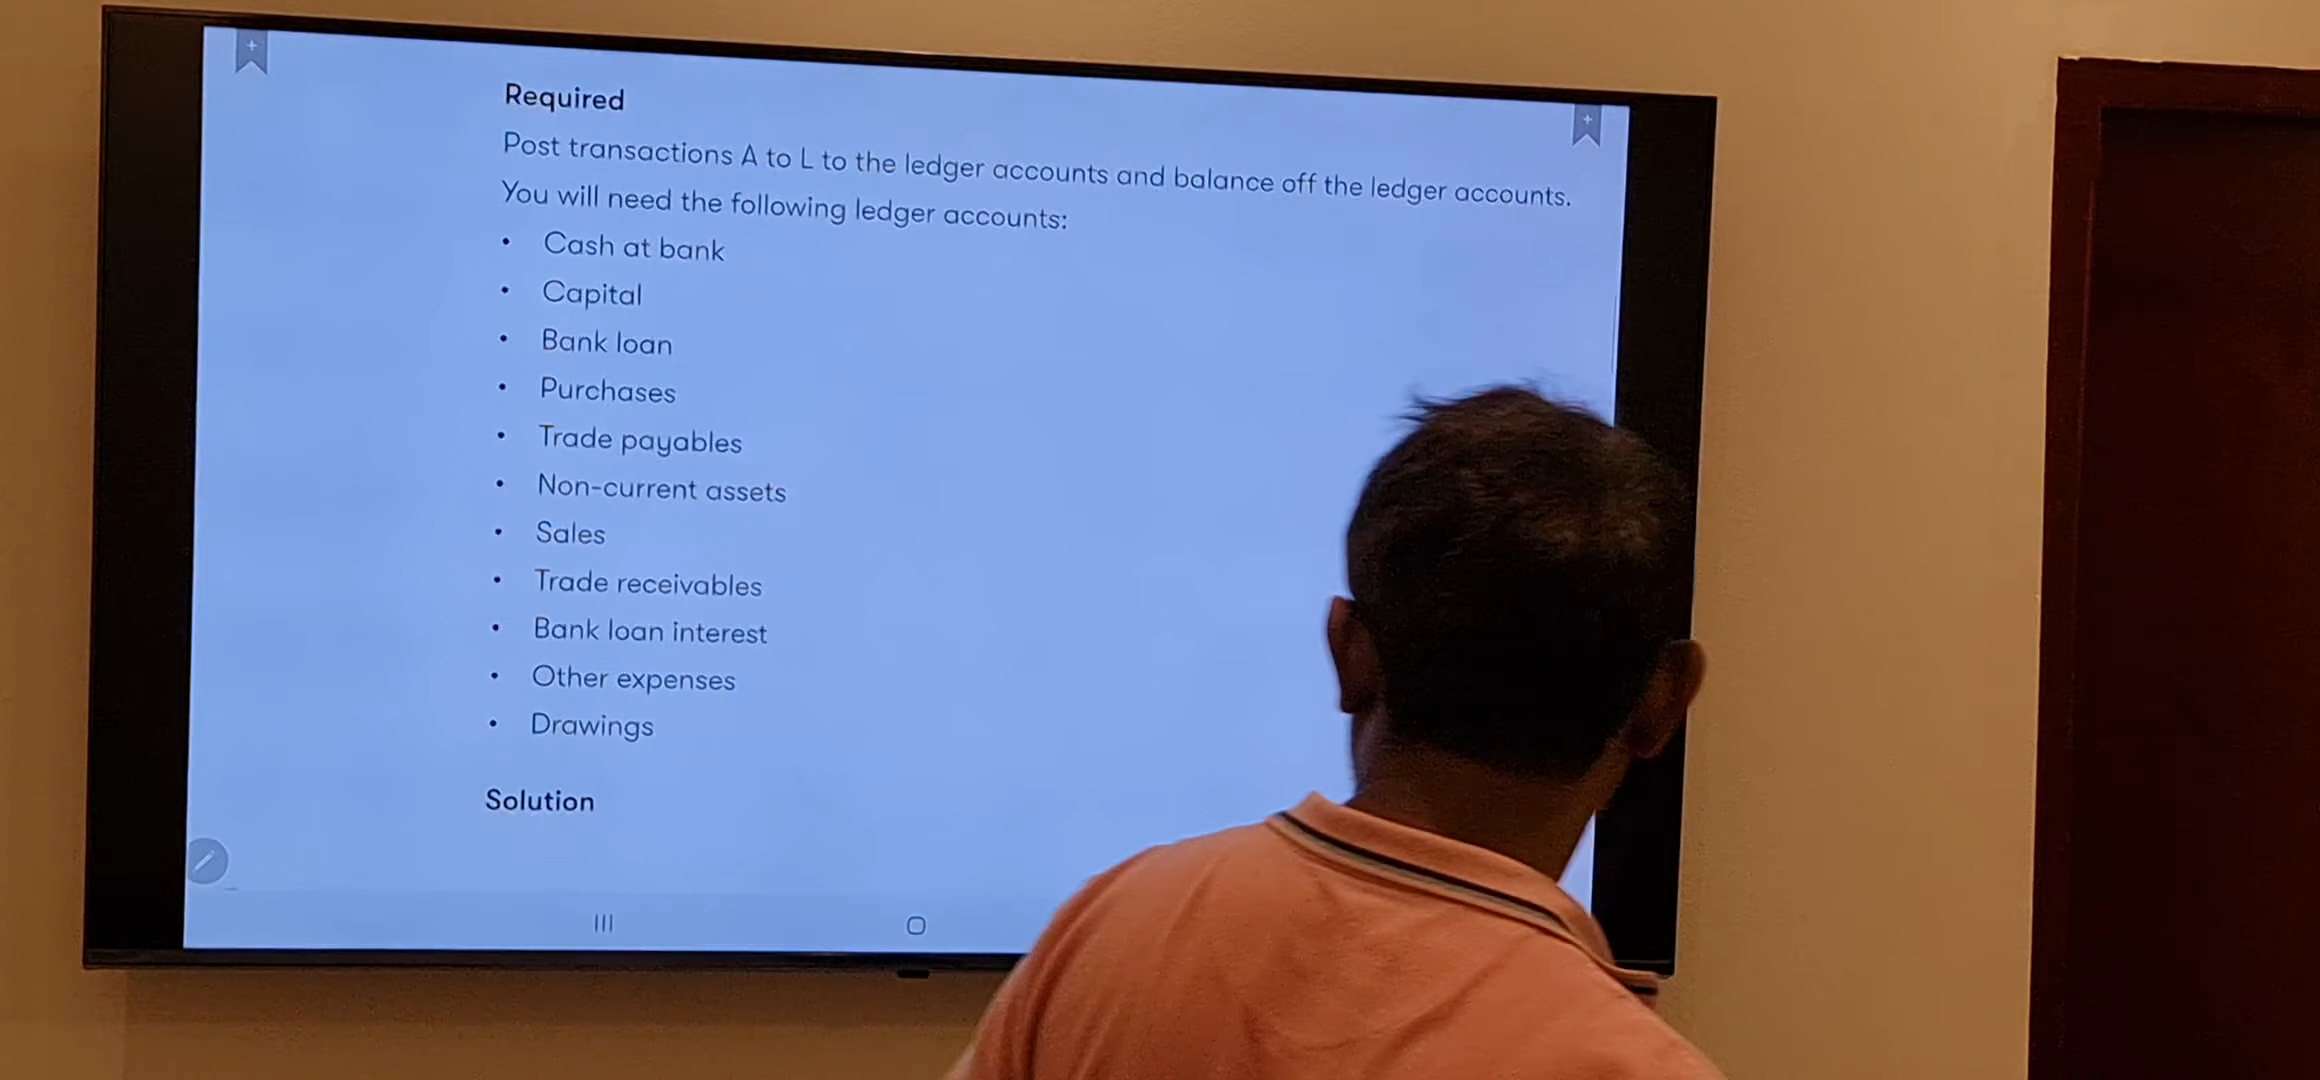 Required
Post transactions A to L to the ledger accounts and balance off the ledger accounts.
You will need the following ledger accounts:
• Cash at bank
• Capital
• Bank loan
• Purchases
• Trade payables
• Non-current assets
• Sales
• Trade receivables
• Bank loan interest
• Other expenses
• Drawings
Solution